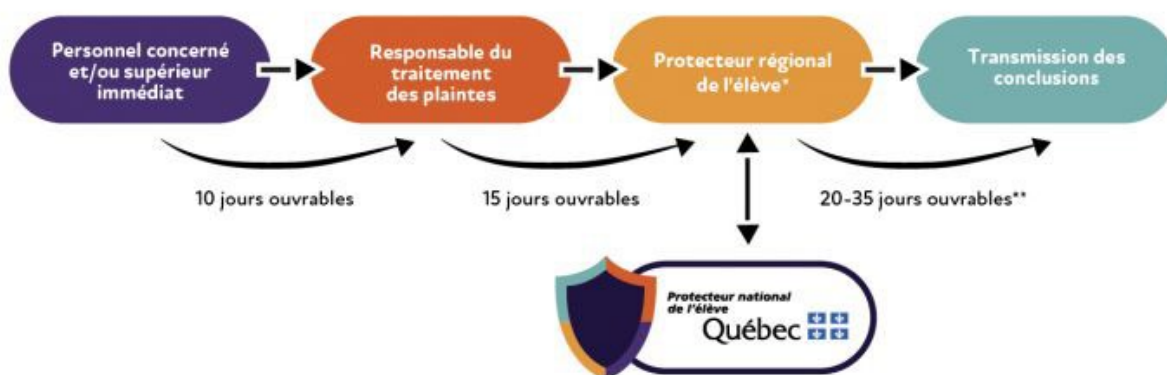 Personnel concerné
et/ou supérieur
immédiat
Responsable du
traitement
des plaintes
Protecteur régional
de l'élève*
Transmission des
conclusions
10 jours ouvrables
15 jours ouvrables
20-35 jours ouvrables**
Protecteur national
de l'élève
Québec